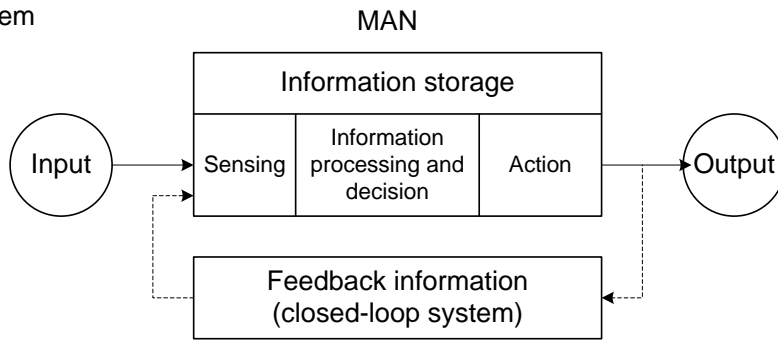 em
MAN
Information storage
Input
Sensing
Information
processing and
decision
Action
Output
Feedback information
(closed-loop system)